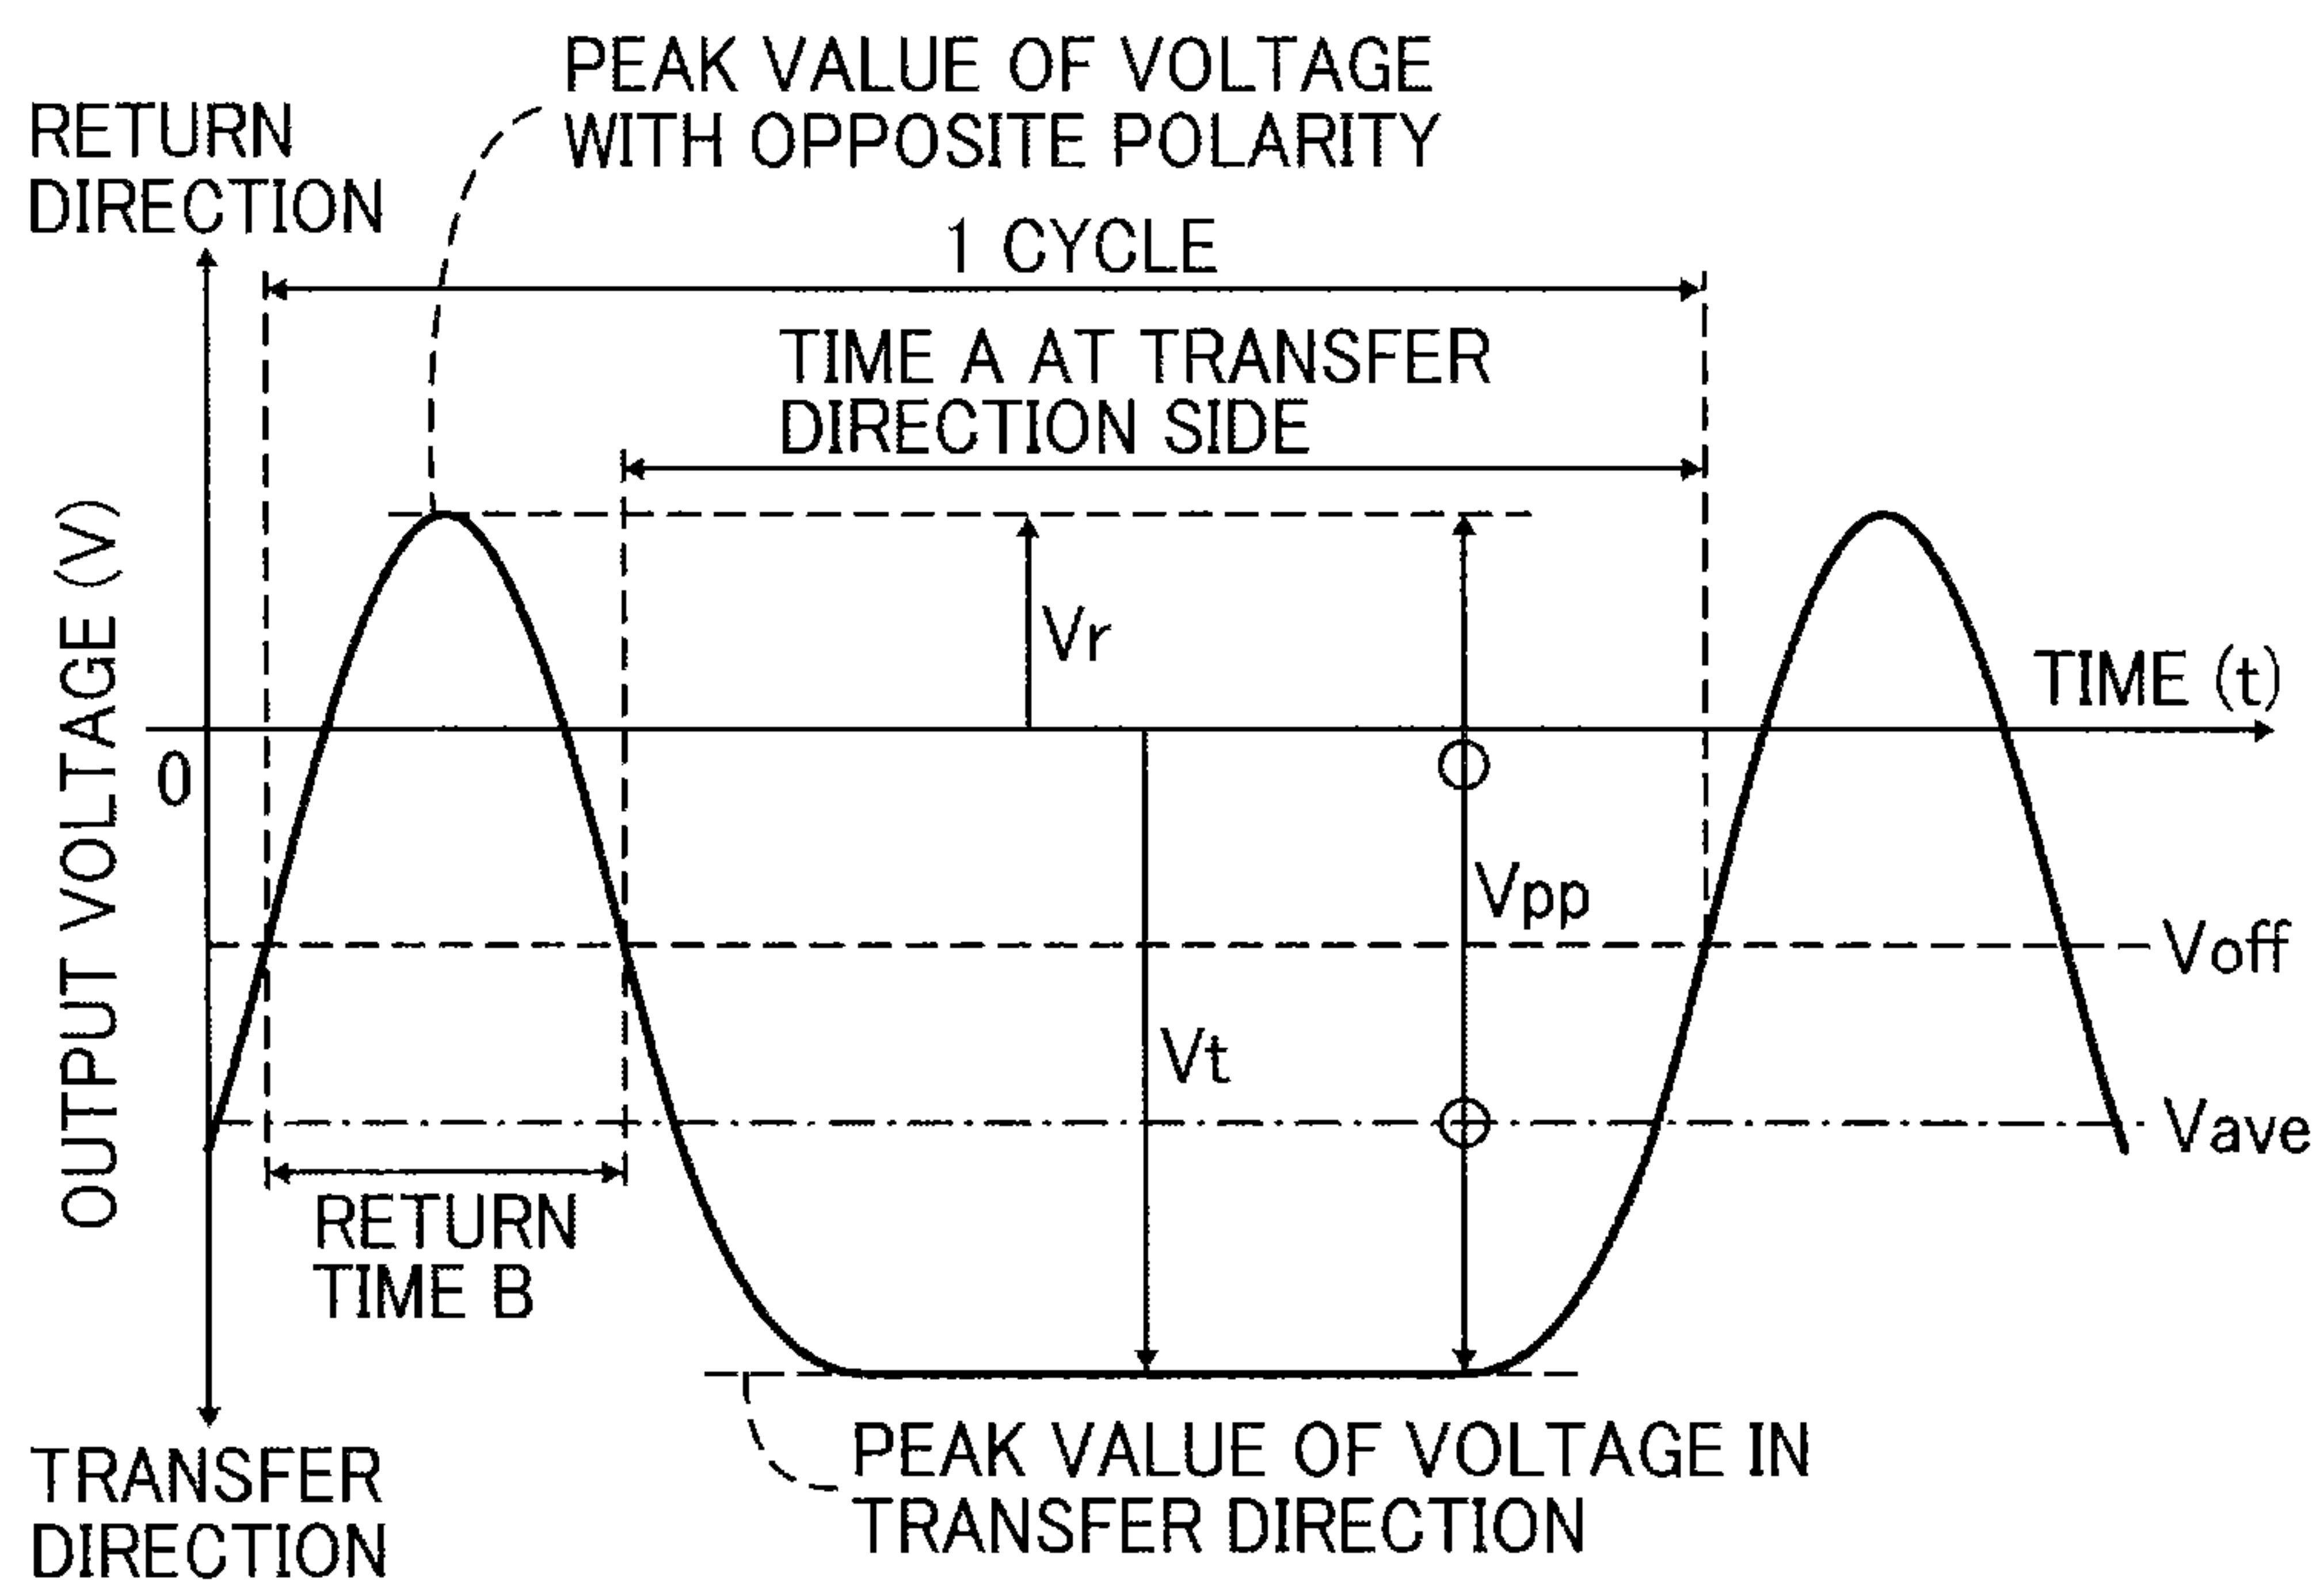 PEAK VALUE OF VOLTAGE
WITH OPPOSITE POLARITY
RETURN
DIRECTION
1 CYCLE
TIME A AT TRANSFER
DIRECTION SIDE
OUTPUT VOLTAGE (V)
Vr
TIME (t)
0
Vpp
Voff
Vt
Vave
RETURN
TIME B
PEAK VALUE OF VOLTAGE IN
TRANSFER DIRECTION
TRANSFER
DIRECTION